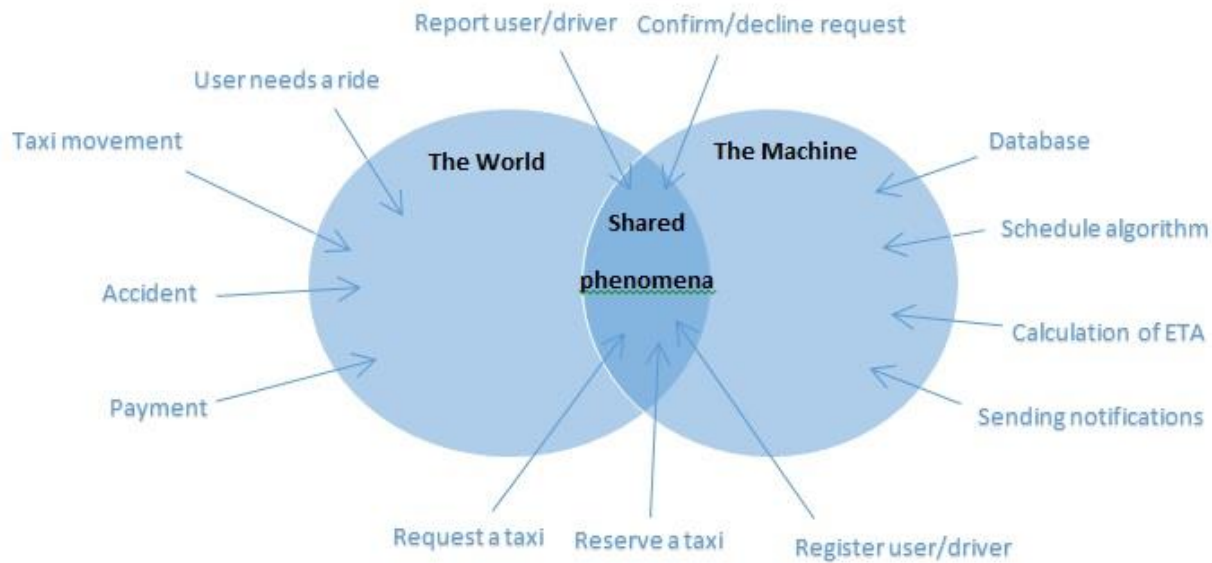 Report user/driver
Confirm/decline request
User needs a ride
Taxi movement
The World
The Machine
Database
Shared
phenomena
Schedule algorithm
Accident
Calculation of ETA
Payment
Sending notifications
Request a taxi
Reserve a taxi
Register user/driver